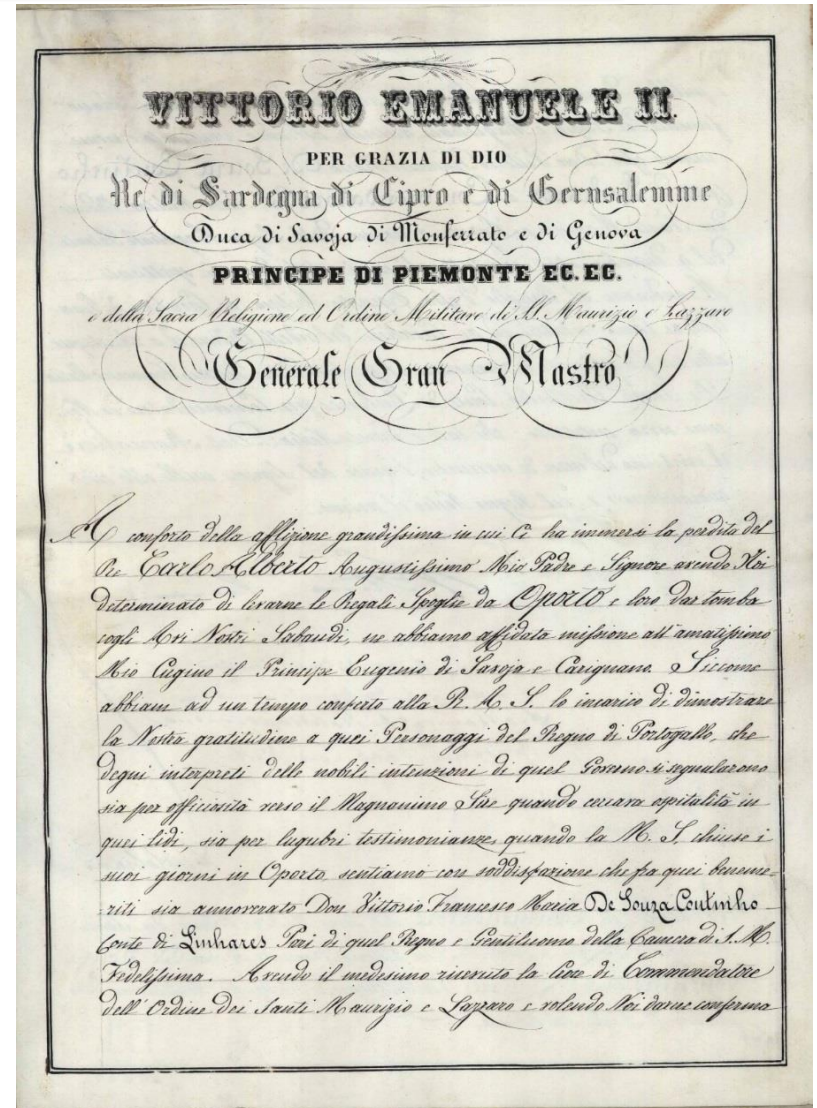 VITTORIO EMANUELE II.
PER GRAZIA DI DIO
Re di Sardegna di Cipro e di Gerusalemme
Duca di Savoja di Monferrato e di Genova
PRINCIPE DI PIEMONTE EC. EC.
e della Sacra Religione ed Ordine Militare de' SS. Maurizio e Lazzaro
Generale Gran Mastro
A conforto della afflizione grandissima in cui Ci ha immersi la perdita del
Re Carlo Alberto Augustissimo Mio Padre e Signore avendo Noi
determinato di levarne le Regali Spoglie da Oporto e loro dar tomba
cogli Avi Nostri Sabaudi, ne abbiamo affidata missione all' amatissimo
Mio Cugino il Principe Eugenio di Savoja e Carignano. Siccome
abbiam ad un tempo conferto alla R. A. S. lo incarico di dimostrare
la Nostra gratitudine a quei Personaggi del Regno di Portogallo, che
degni interpreti delle nobili intenzioni di quel Governo si segnalarono
sia per officiosità verso il Magnanimo Sire quando cercava ospitalità in
quei lidi, sia per lugubri testimonianze, quando la M. S. chiuse i
suoi giorni in Oporto sentiamo con soddisfazione che fra quei beneme-
-riti sia annoverato Don Vittorio Francesco Maria De Souza Coutinho
Conte di Linhares Pari di quel Regno e Gentiluomo della Camera di S. M.
Fedelissima. Avendo il medesimo ricevuto la Croce di Commendatore
dell' Ordine dei Santi Maurizio e Lazzaro e volendo Noi darne conferma